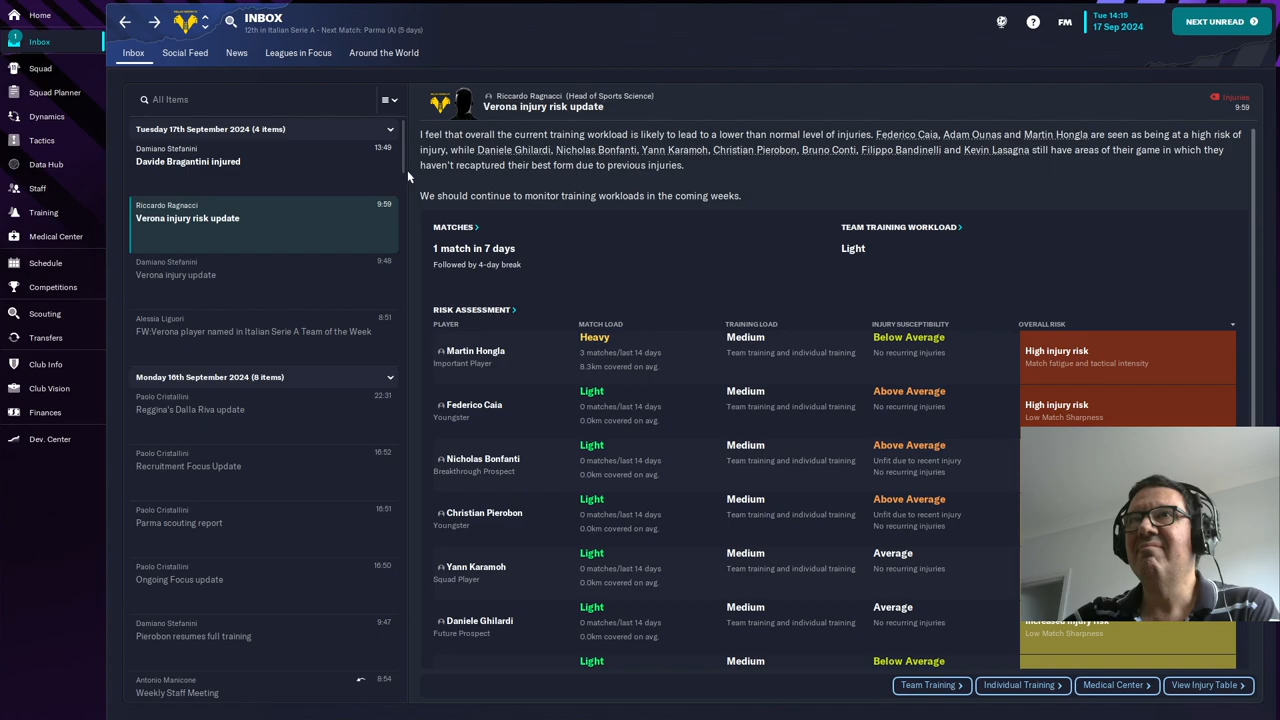 Home
INBOX
12th in Italian Serie A - Next Match: Parma (A) (5 days)
FM
Tue 14:15
17 Sep 2024
NEXT UNREAD
1
Inbox
Squad
Squad Planner
Dynamics
Tactics
Data Hub
Staff
Training
Medical Center
Schedule
Competitions
Scouting
Transfers
Club Info
Club Vision
Finances
Dev. Center
Inbox
Social Feed
News
Leagues in Focus
Around the World
All Items
Tuesday 17th September 2024 (4 items)
Damiano Stefanini
13:49
Davide Bragantini injured
Riccardo Ragnacci
9:59
Verona injury risk update
Damiano Stefanini
9:48
Verona injury update
Alessia Liguori
8:51
FW:Verona player named in Italian Serie A Team of the Week
Monday 16th September 2024 (8 items)
Paolo Cristallini
22:31
Reggina's Dalla Riva update
Paolo Cristallini
16:52
Recruitment Focus Update
Paolo Cristallini
16:51
Parma scouting report
Paolo Cristallini
16:50
Ongoing Focus update
Damiano Stefanini
9:47
Pierobon resumes full training
Antonio Manicone
8:54
Weekly Staff Meeting
Riccardo Ragnacci (Head of Sports Science)
Verona injury risk update
Injuries
9:59
I feel that overall the current training workload is likely to lead to a lower than normal level of injuries. Federico Caia, Adam Ounas and Martin Hongla are seen as being at a high risk of
injury, while Daniele Ghilardi, Nicholas Bonfanti, Yann Karamoh, Christian Pierobon, Bruno Conti, Filippo Bandinelli and Kevin Lasagna still have areas of their game in which they
haven't recaptured their best form due to previous injuries.
We should continue to monitor training workloads in the coming weeks.
MATCHES
TEAM TRAINING WORKLOAD
1 match in 7 days
Light
Followed by 4-day break
RISK ASSESSMENT
PLAYER
MATCH LOAD
TRAINING LOAD
INJURY SUSCEPTIBILITY
OVERALL RISK
Martin Hongla
Important Player
Heavy
3 matches/last 14 days
8.3km covered on avg.
Medium
Team training and individual training
Below Average
No recurring injuries
High injury risk
Match fatigue and tactical intensity
Federico Caia
Youngster
Light
0 matches/last 14 days
0.0km covered on avg.
Medium
Team training and individual training
Above Average
No recurring injuries
High injury risk
Low Match Sharpness
Nicholas Bonfanti
Breakthrough Prospect
Light
0 matches/last 14 days
0.0km covered on avg.
Medium
Team training and individual training
Above Average
Unfit due to recent injury
No recurring injuries
Christian Pierobon
Youngster
Light
0 matches/last 14 days
0.0km covered on avg.
Medium
Team training and individual training
Above Average
Unfit due to recent injury
No recurring injuries
Yann Karamoh
Squad Player
Light
0 matches/last 14 days
0.0km covered on avg.
Medium
Team training and individual training
Average
No recurring injuries
Daniele Ghilardi
Future Prospect
Light
0 matches/last 14 days
0.0km covered on avg.
Medium
Team training and individual training
Average
No recurring injuries
Increased injury risk
Low Match Sharpness
Light
Medium
Below Average
Team Training
Individual Training
Medical Center
View Injury Table